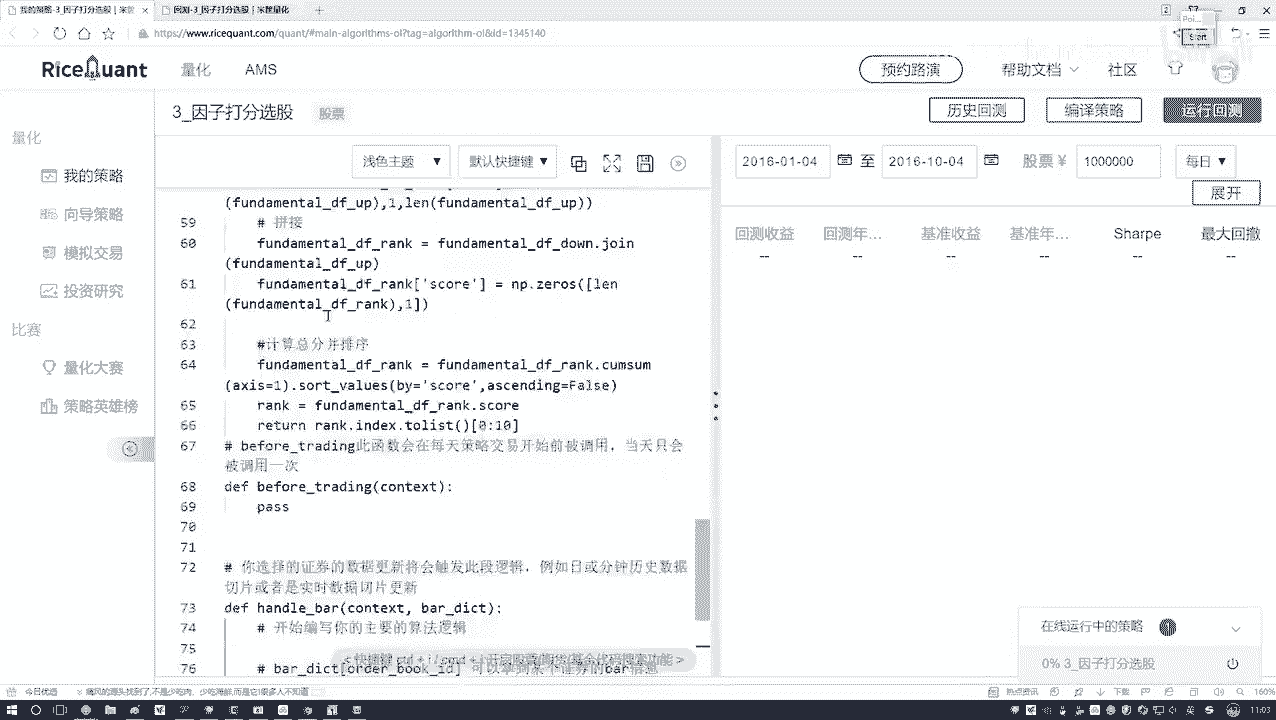 我的策略-3_因子打分选股 | 米筐
回测-3_因子打分选股 | 米筐量化
https://www.ricequant.com/quant/#main-algorithms-ol?tag=algorithm-ol&id=1345140
RiceQuant 量化 AMS 预约路演 帮助文档 社区
3_因子打分选股 股票 历史回测 编译策略 运行回测
量化
我的策略
向导策略
模拟交易
投资研究
比赛
量化大赛
策略英雄榜
浅色主题 默认快捷键
(fundamental_df_up),1,len(fundamental_df_up))
59 # 拼接
60 fundamental_df_rank = fundamental_df_down.join
(fundamental_df_up)
61 fundamental_df_rank['score'] = np.zeros([len
(fundamental_df_rank),1])
62
63 #计算总分并排序
64 fundamental_df_rank = fundamental_df_rank.cumsum
(axis=1).sort_values(by='score',ascending=False)
65 rank = fundamental_df_rank.score
66 return rank.index.tolist()[0:10]
67 # before_trading此函数会在每天策略交易开始前被调用，当天只会
被调用一次
68 def before_trading(context):
69 pass
70
71
72 # 你选择的证券的数据更新将会触发此段逻辑，例如日或分钟历史数据
切片或者是实时数据切片更新
73 def handle_bar(context, bar_dict):
74 # 开始编写你的主要的算法逻辑
75
76 # bar_dict[order_book_id] 可以拿到某个证券的bar信息
2016-01-04 至 2016-10-04 股票 ¥ 1000000 每日
展开
回测收益 回测年... 基准收益 基准年... Sharpe 最大回撤
-- -- -- -- -- --
在线运行中的策略
0% 3_因子打分选股
今日优选
热点资讯 下载 160%
11:03